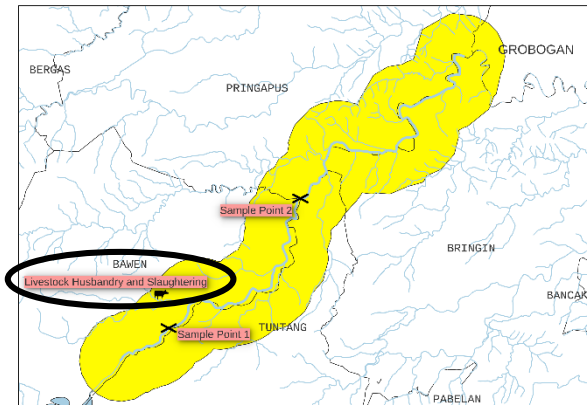 GROBOGAN
BERGAS
PRINGAPUS
Sample Point 2
BRINGIN
BAWEN
Livestock Husbandry and Slaughtering
BANCAK
TUNTANG
Sample Point 1
PABELAN